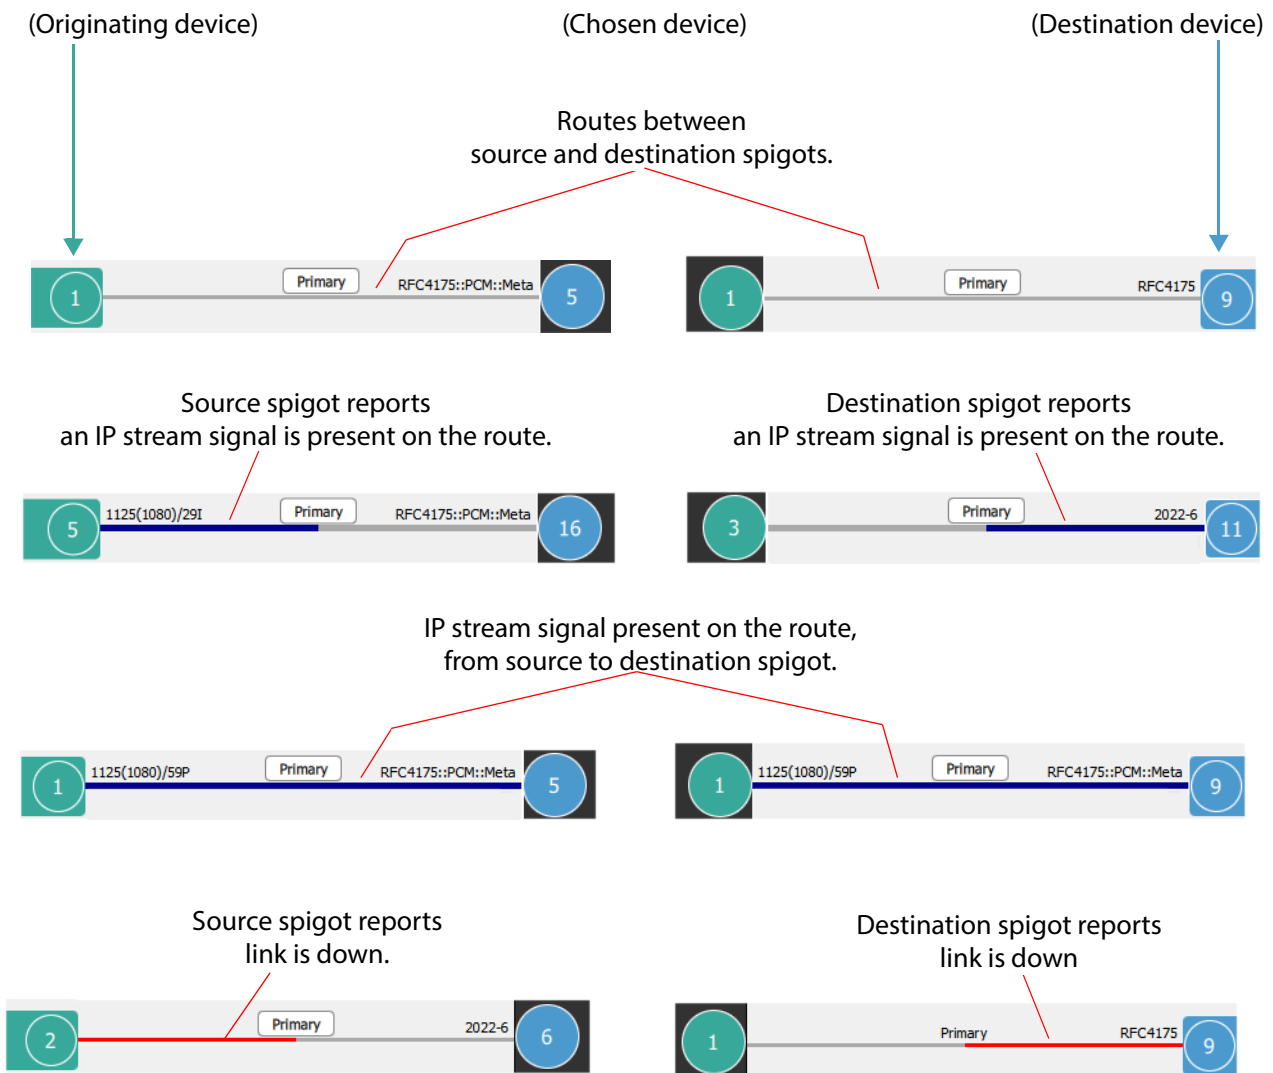 (Originating device)
(Chosen device)
(Destination device)
Routes between
source and destination spigots.
1
Primary
RFC4175::PCM::Meta
5
1
Primary
RFC4175
9
Source spigot reports
an IP stream signal is present on the route.
Destination spigot reports
an IP stream signal is present on the route.
5
1125(1080)/29I
Primary
RFC4175::PCM::Meta
16
3
Primary
2022-6
11
IP stream signal present on the route,
from source to destination spigot.
1
1125(1080)/59P
Primary
RFC4175::PCM::Meta
5
1
1125(1080)/59P
Primary
RFC4175::PCM::Meta
9
Source spigot reports
link is down.
Destination spigot reports
link is down
2
Primary
2022-6
6
1
Primary
RFC4175
9